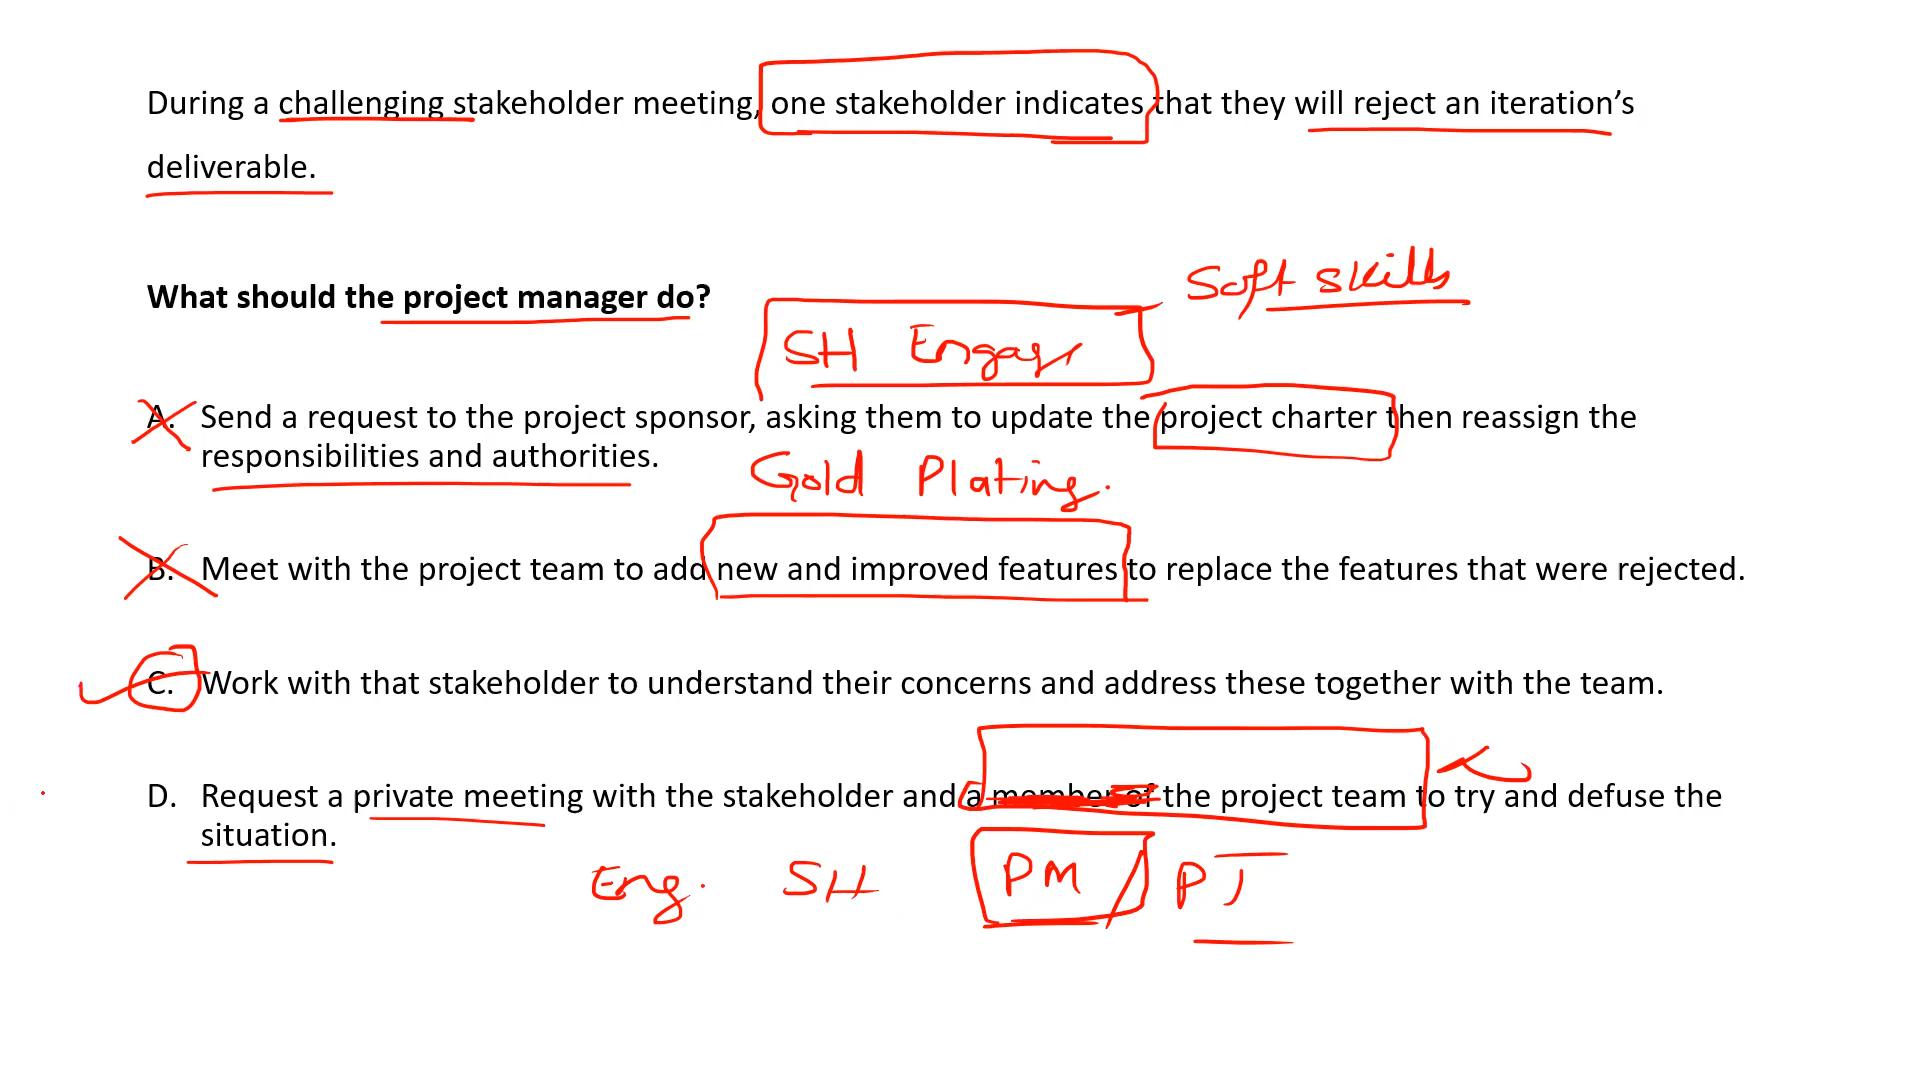 During a challenging stakeholder meeting, one stakeholder indicates that they will reject an iteration’s
deliverable.
Soft skills
What should the project manager do?
SH Engage
A. Send a request to the project sponsor, asking them to update the project charter then reassign the
responsibilities and authorities.
Gold Plating.
B. Meet with the project team to add new and improved features to replace the features that were rejected.
C. Work with that stakeholder to understand their concerns and address these together with the team.
D. Request a private meeting with the stakeholder and a member of the project team to try and defuse the
situation.
Eng. SH PM / PT